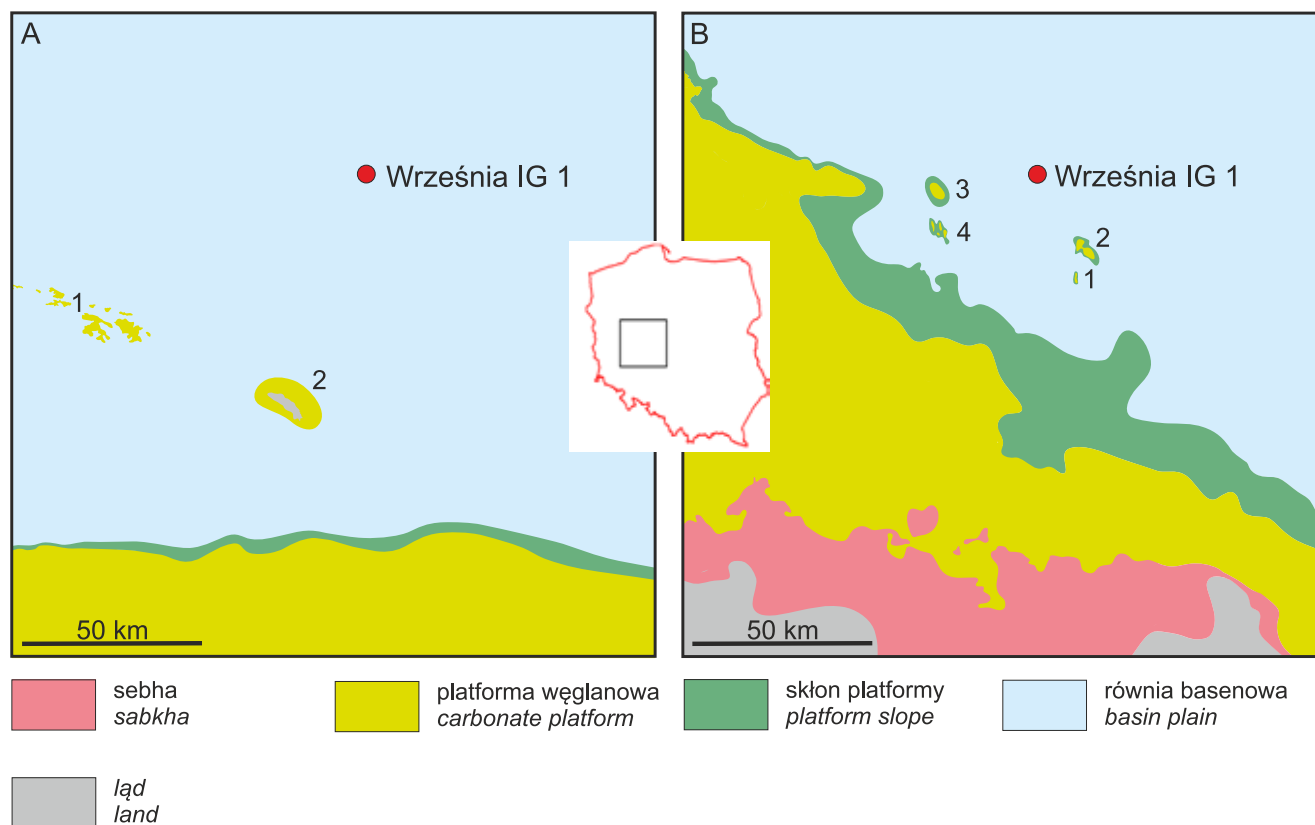 A
Września IG 1
1
2
50 km
B
3
Września IG 1
4
2
1
50 km
sebha
sabkha
platforma węglanowa
carbonate platform
skłon platformy
platform slope
równia basenowa
basin plain
ląd
land